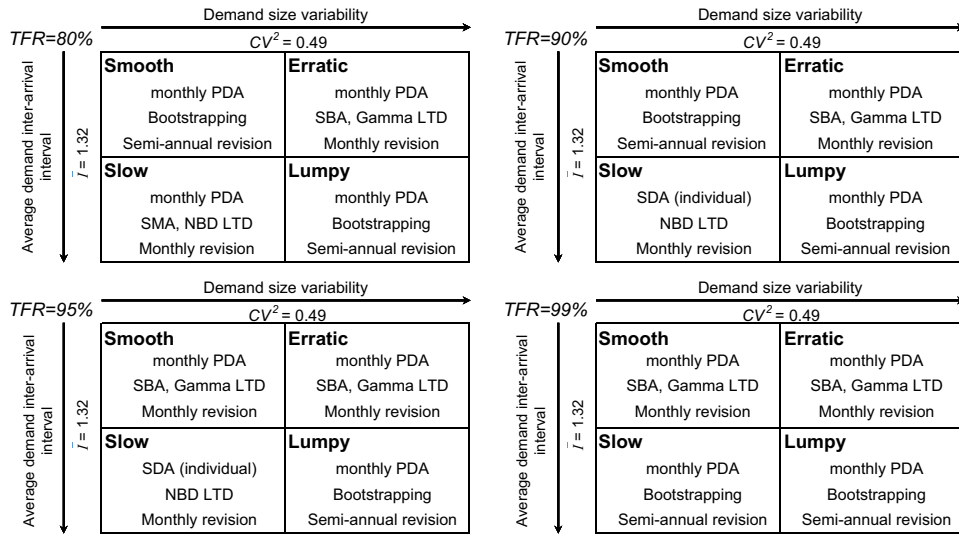 Demand size variability
TFR=80%
CV² = 0.49
Average demand inter-arrival
interval
I = 1.32
Smooth
monthly PDA
Bootstrapping
Semi-annual revision
Erratic
monthly PDA
SBA, Gamma LTD
Monthly revision
Slow
monthly PDA
SMA, NBD LTD
Monthly revision
Lumpy
monthly PDA
Bootstrapping
Semi-annual revision
Demand size variability
TFR=90%
CV² = 0.49
Average demand inter-arrival
interval
I = 1.32
Smooth
monthly PDA
Bootstrapping
Semi-annual revision
Erratic
monthly PDA
SBA, Gamma LTD
Monthly revision
Slow
SDA (individual)
NBD LTD
Monthly revision
Lumpy
monthly PDA
Bootstrapping
Semi-annual revision
Demand size variability
TFR=95%
CV² = 0.49
Average demand inter-arrival
interval
I = 1.32
Smooth
monthly PDA
SBA, Gamma LTD
Monthly revision
Erratic
monthly PDA
SBA, Gamma LTD
Monthly revision
Slow
SDA (individual)
NBD LTD
Monthly revision
Lumpy
monthly PDA
Bootstrapping
Semi-annual revision
Demand size variability
TFR=99%
CV² = 0.49
Average demand inter-arrival
interval
I = 1.32
Smooth
monthly PDA
SBA, Gamma LTD
Monthly revision
Erratic
monthly PDA
SBA, Gamma LTD
Monthly revision
Slow
monthly PDA
Bootstrapping
Semi-annual revision
Lumpy
monthly PDA
Bootstrapping
Semi-annual revision